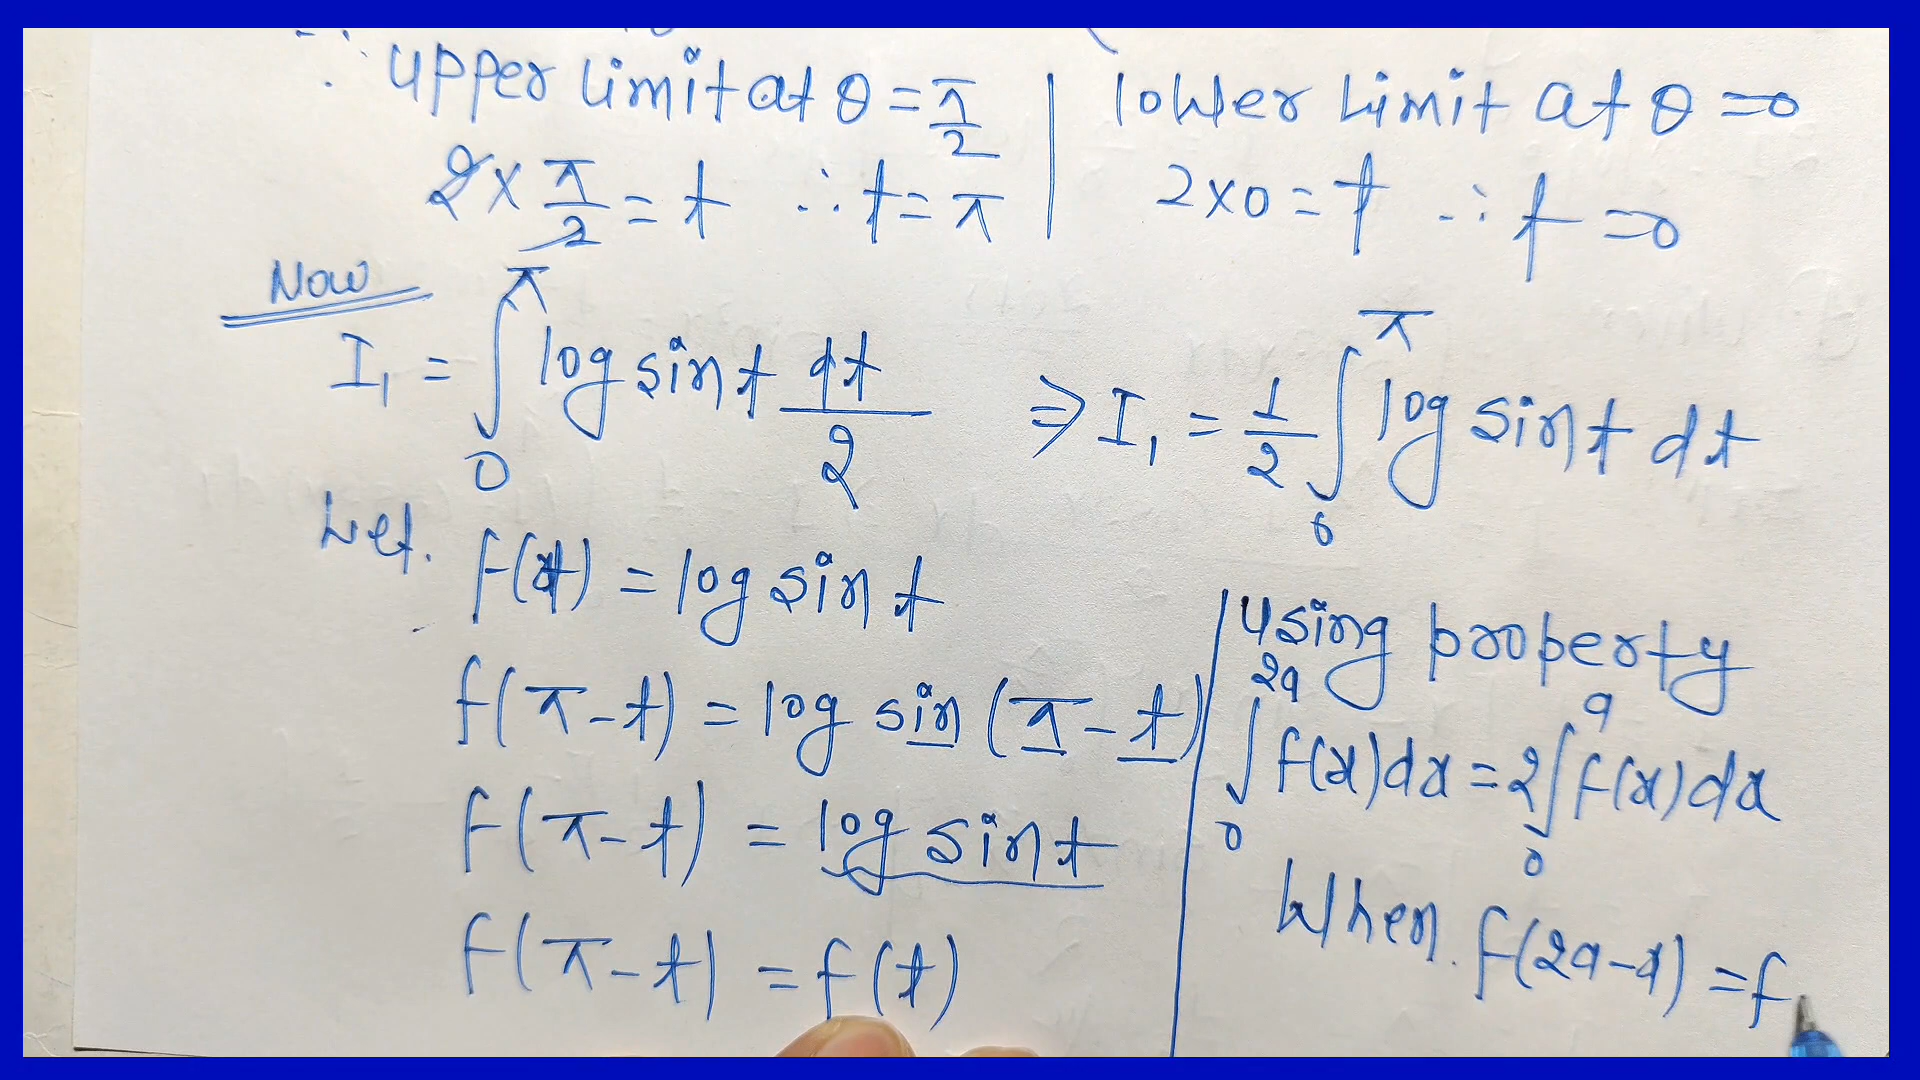 ∴ upper limit at θ = π/2 | lower limit at θ = 0
2 × π/2 = t ∴ t = π | 2 × 0 = t ∴ t = 0
Now
I₁ = ∫₀^π log sin t dt/2 ⇒ I₁ = 1/2 ∫₀^π log sin t dt
Let. f(t) = log sin t
f(π - t) = log sin (π - t)
f(π - t) = log sin t
f(π - t) = f(t)
Using property
∫₀^2a f(x)dx = 2∫₀^a f(x)dx
When. f(2a-x) = f